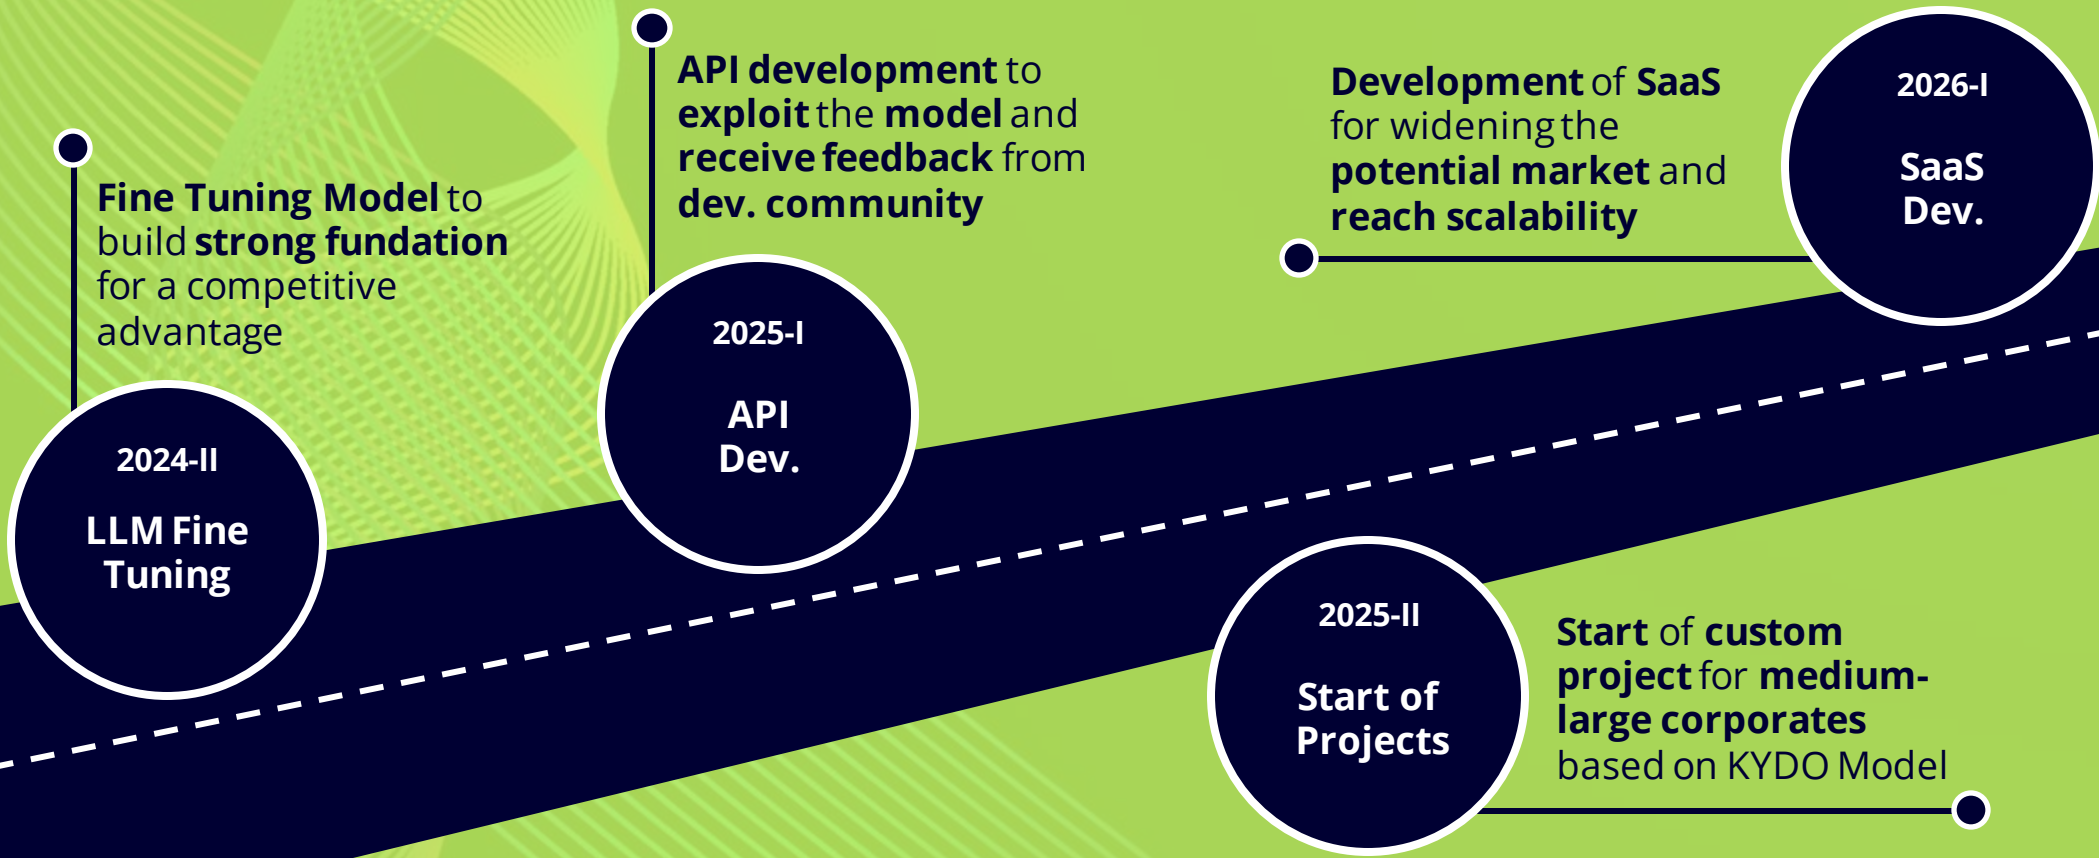 Fine Tuning Model to
build strong fundation
for a competitive
advantage
2024-II
LLM Fine
Tuning
API development to
exploit the model and
receive feedback from
dev. community
2025-I
API
Dev.
2025-II
Start of
Projects
Start of custom
project for medium-
large corporates
based on KYDO Model
Development of SaaS
for widening the
potential market and
reach scalability
2026-I
SaaS
Dev.